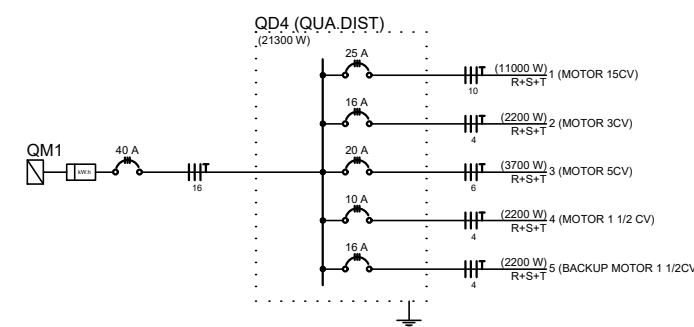 QD4 (QUA.DIST)
(21300 W)
25 A
(11000 W)
R+S+T
1 (MOTOR 15CV)
10
16 A
(2200 W)
R+S+T
2 (MOTOR 3CV)
4
QM1
kW.h
40 A
16
20 A
(3700 W)
R+S+T
3 (MOTOR 5CV)
6
10 A
(2200 W)
R+S+T
4 (MOTOR 1 1/2 CV)
4
16 A
(2200 W)
R+S+T
5 (BACKUP MOTOR 1 1/2CV
4